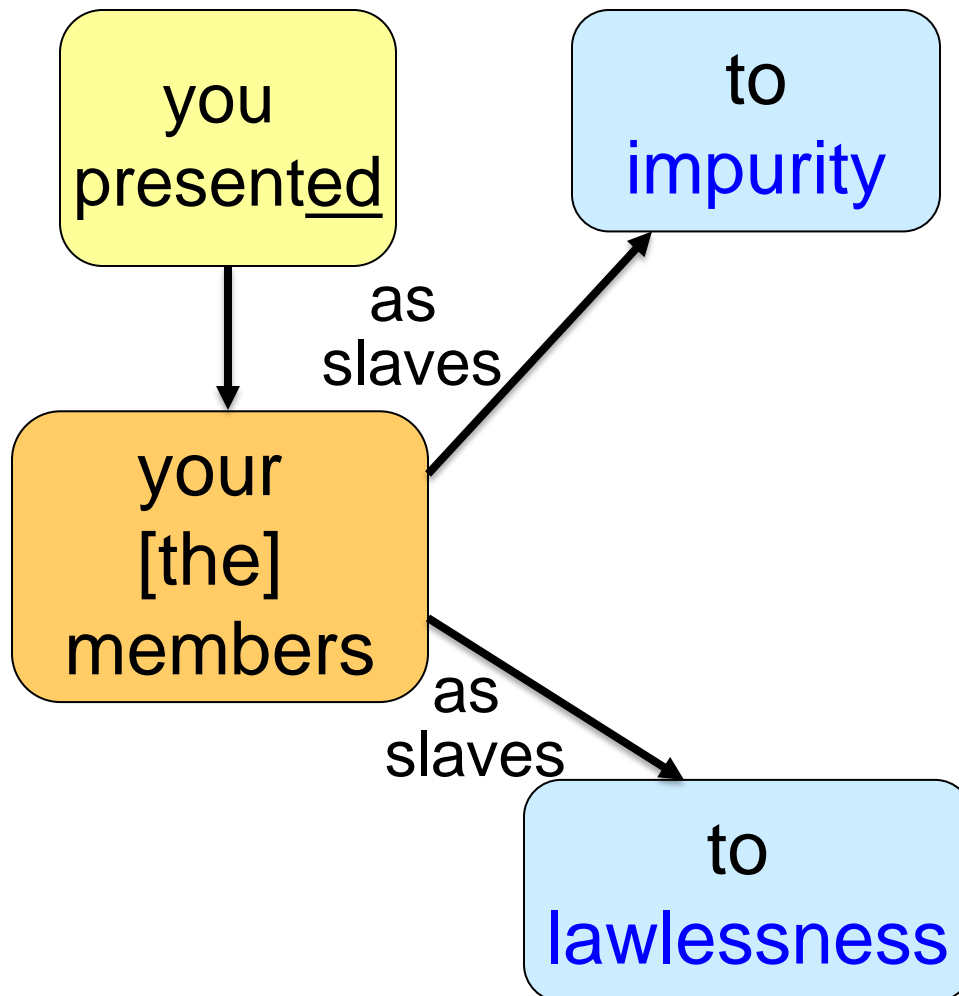 you
presented
to
impurity
as
slaves
your
[the]
members
as
slaves
to
lawlessness